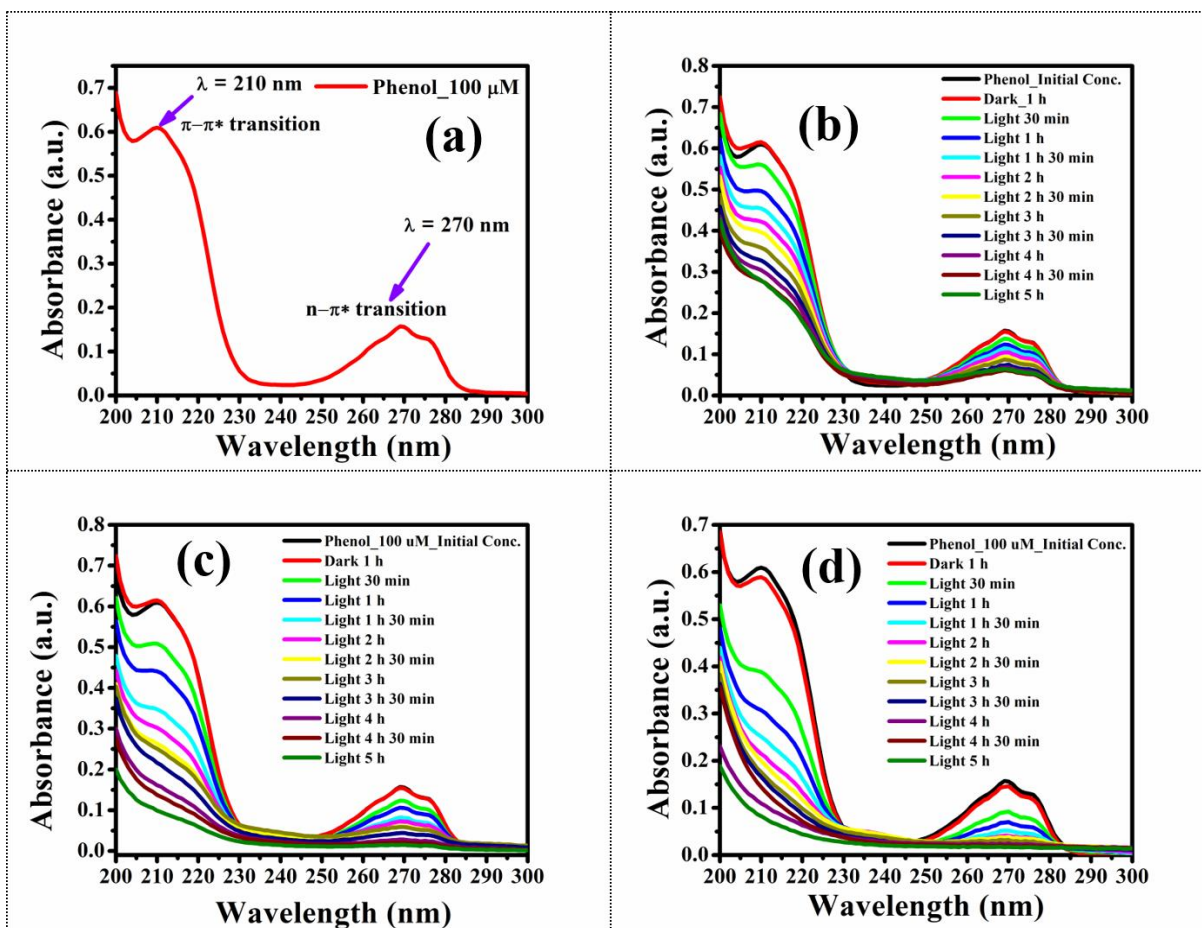 0.7
0.6
0.5
0.4
0.3
0.2
0.1
0.0
Absorbance (a.u.)
λ = 210 nm
π–π* transition
Phenol_100 μM
(a)
λ = 270 nm
n–π* transition
200 210 220 230 240 250 260 270 280 290 300
Wavelength (nm)
0.8
0.7
0.6
0.5
0.4
0.3
0.2
0.1
0.0
Absorbance (a.u.)
(b)
Phenol_Initial Conc.
Dark_1 h
Light 30 min
Light 1 h
Light 1 h 30 min
Light 2 h
Light 2 h 30 min
Light 3 h
Light 3 h 30 min
Light 4 h
Light 4 h 30 min
Light 5 h
200 210 220 230 240 250 260 270 280 290 300
Wavelength (nm)
0.8
0.7
0.6
0.5
0.4
0.3
0.2
0.1
0.0
Absorbance (a.u.)
(c)
Phenol_100 uM_Initial Conc.
Dark 1 h
Light 30 min
Light 1 h
Light 1 h 30 min
Light 2 h
Light 2 h 30 min
Light 3 h
Light 3 h 30 min
Light 4 h
Light 4 h 30 min
Light 5 h
200 210 220 230 240 250 260 270 280 290 300
Wavelength (nm)
0.7
0.6
0.5
0.4
0.3
0.2
0.1
0.0
Absorbance (a.u.)
(d)
Phenol_100 uM_Initial Conc.
Dark 1 h
Light 30 min
Light 1 h
Light 1 h 30 min
Light 2 h
Light 2 h 30 min
Light 3 h
Light 3 h 30 min
Light 4 h
Light 4 h 30 min
Light 5 h
200 210 220 230 240 250 260 270 280 290 300
Wavelength (nm)